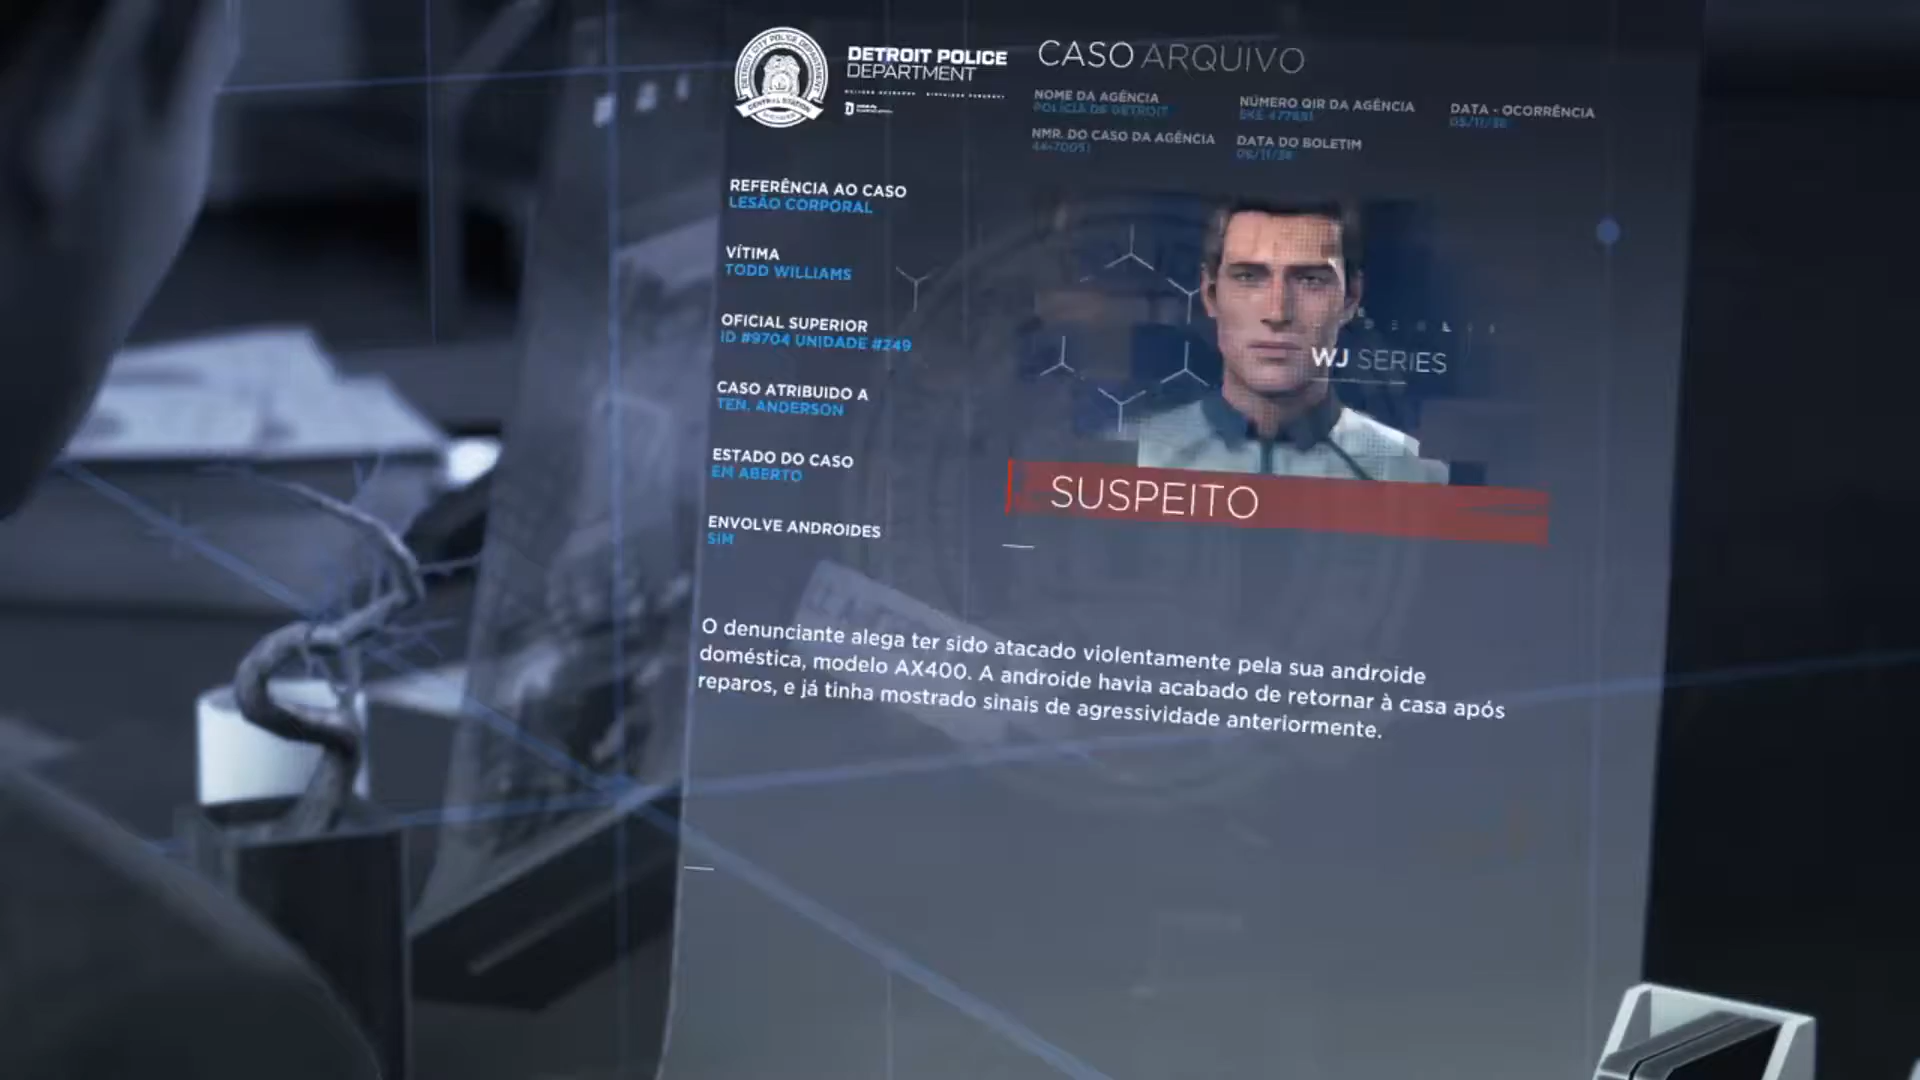 DETROIT POLICE
DEPARTMENT
CASO ARQUIVO
NOME DA AGÊNCIA
POLÍCIA DE DETROIT
NÚMERO QIR DA AGÊNCIA
DATA - OCORRÊNCIA
NMR. DO CASO DA AGÊNCIA
DATA DO BOLETIM
REFERÊNCIA AO CASO
LESÃO CORPORAL
VÍTIMA
TODD WILLIAMS
OFICIAL SUPERIOR
ID #9704 UNIDADE #249
CASO ATRIBUIDO A
TEN. ANDERSON
ESTADO DO CASO
EM ABERTO
ENVOLVE ANDROIDES
SIM
WJ SERIES
SUSPEITO
O denunciante alega ter sido atacado violentamente pela sua androide
doméstica, modelo AX400. A androide havia acabado de retornar à casa após
reparos, e já tinha mostrado sinais de agressividade anteriormente.